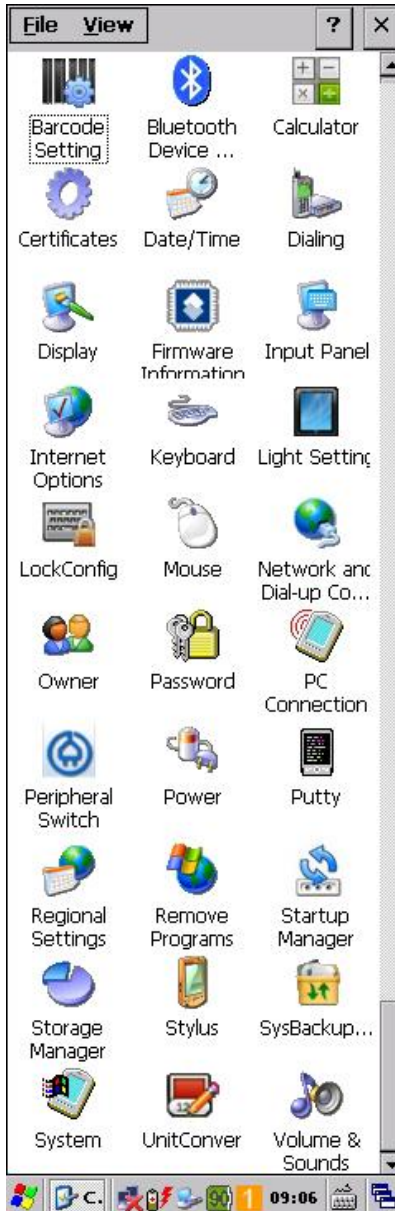 File View ? ×
Barcode Bluetooth Calculator
Setting Device ...
Certificates Date/Time Dialing
Display Firmware Input Panel
Information
Internet Keyboard Light Setting
Options
LockConfig Mouse Network and
Dial-up Co...
Owner Password PC
Connection
Peripheral Power Putty
Switch
Regional Remove Startup
Settings Programs Manager
Storage Stylus SysBackup...
Manager
System UnitConver Volume &
Sounds
C. 90 1 09:06